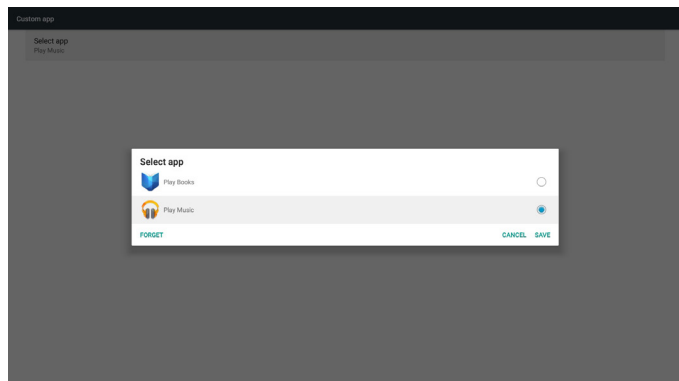 Custom app
Select app
Play Music
Select app
Play Books
Play Music
FORGET CANCEL SAVE